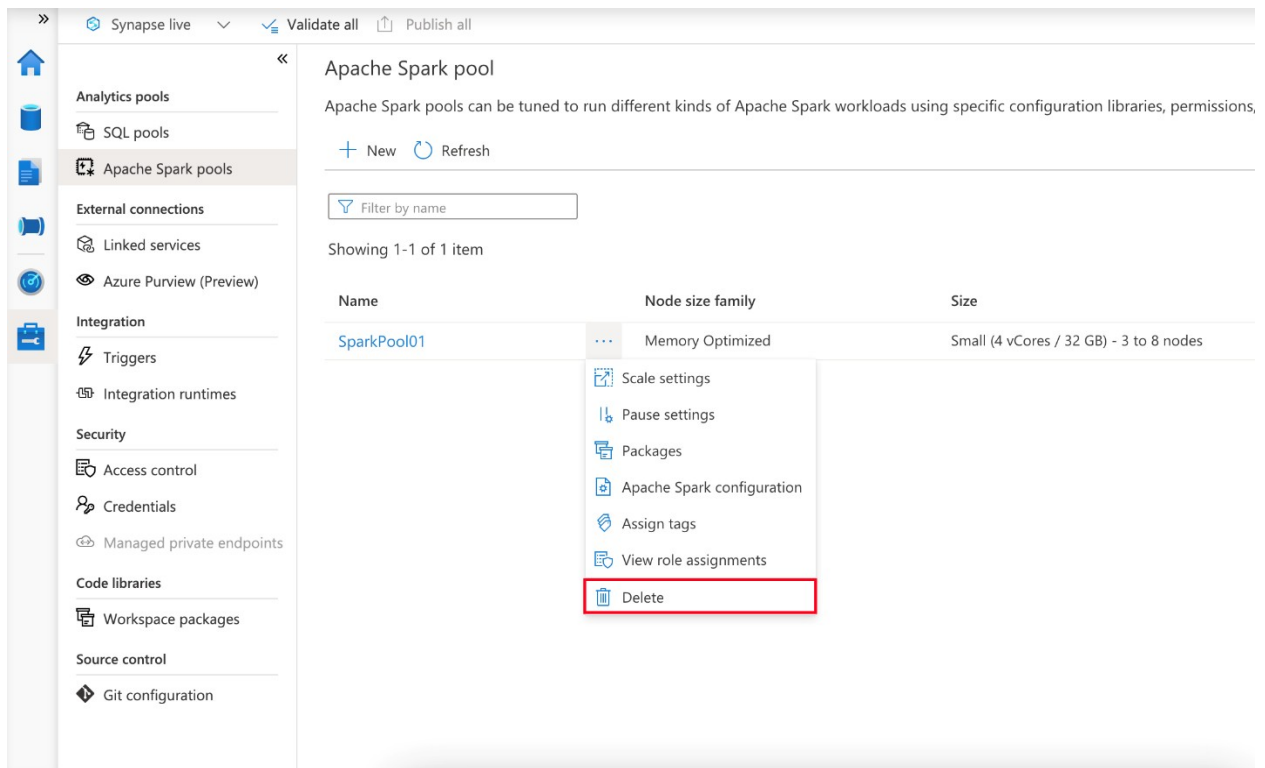 Synapse live
Validate all
Publish all
Analytics pools
SQL pools
Apache Spark pools
External connections
Linked services
Azure Purview (Preview)
Integration
Triggers
Integration runtimes
Security
Access control
Credentials
Managed private endpoints
Code libraries
Workspace packages
Source control
Git configuration
Apache Spark pool
Apache Spark pools can be tuned to run different kinds of Apache Spark workloads using specific configuration libraries, permissions,
New
Refresh
Filter by name
Showing 1-1 of 1 item
Name Node size family Size
SparkPool01 ... Memory Optimized Small (4 vCores / 32 GB) - 3 to 8 nodes
Scale settings
Pause settings
Packages
Apache Spark configuration
Assign tags
View role assignments
Delete